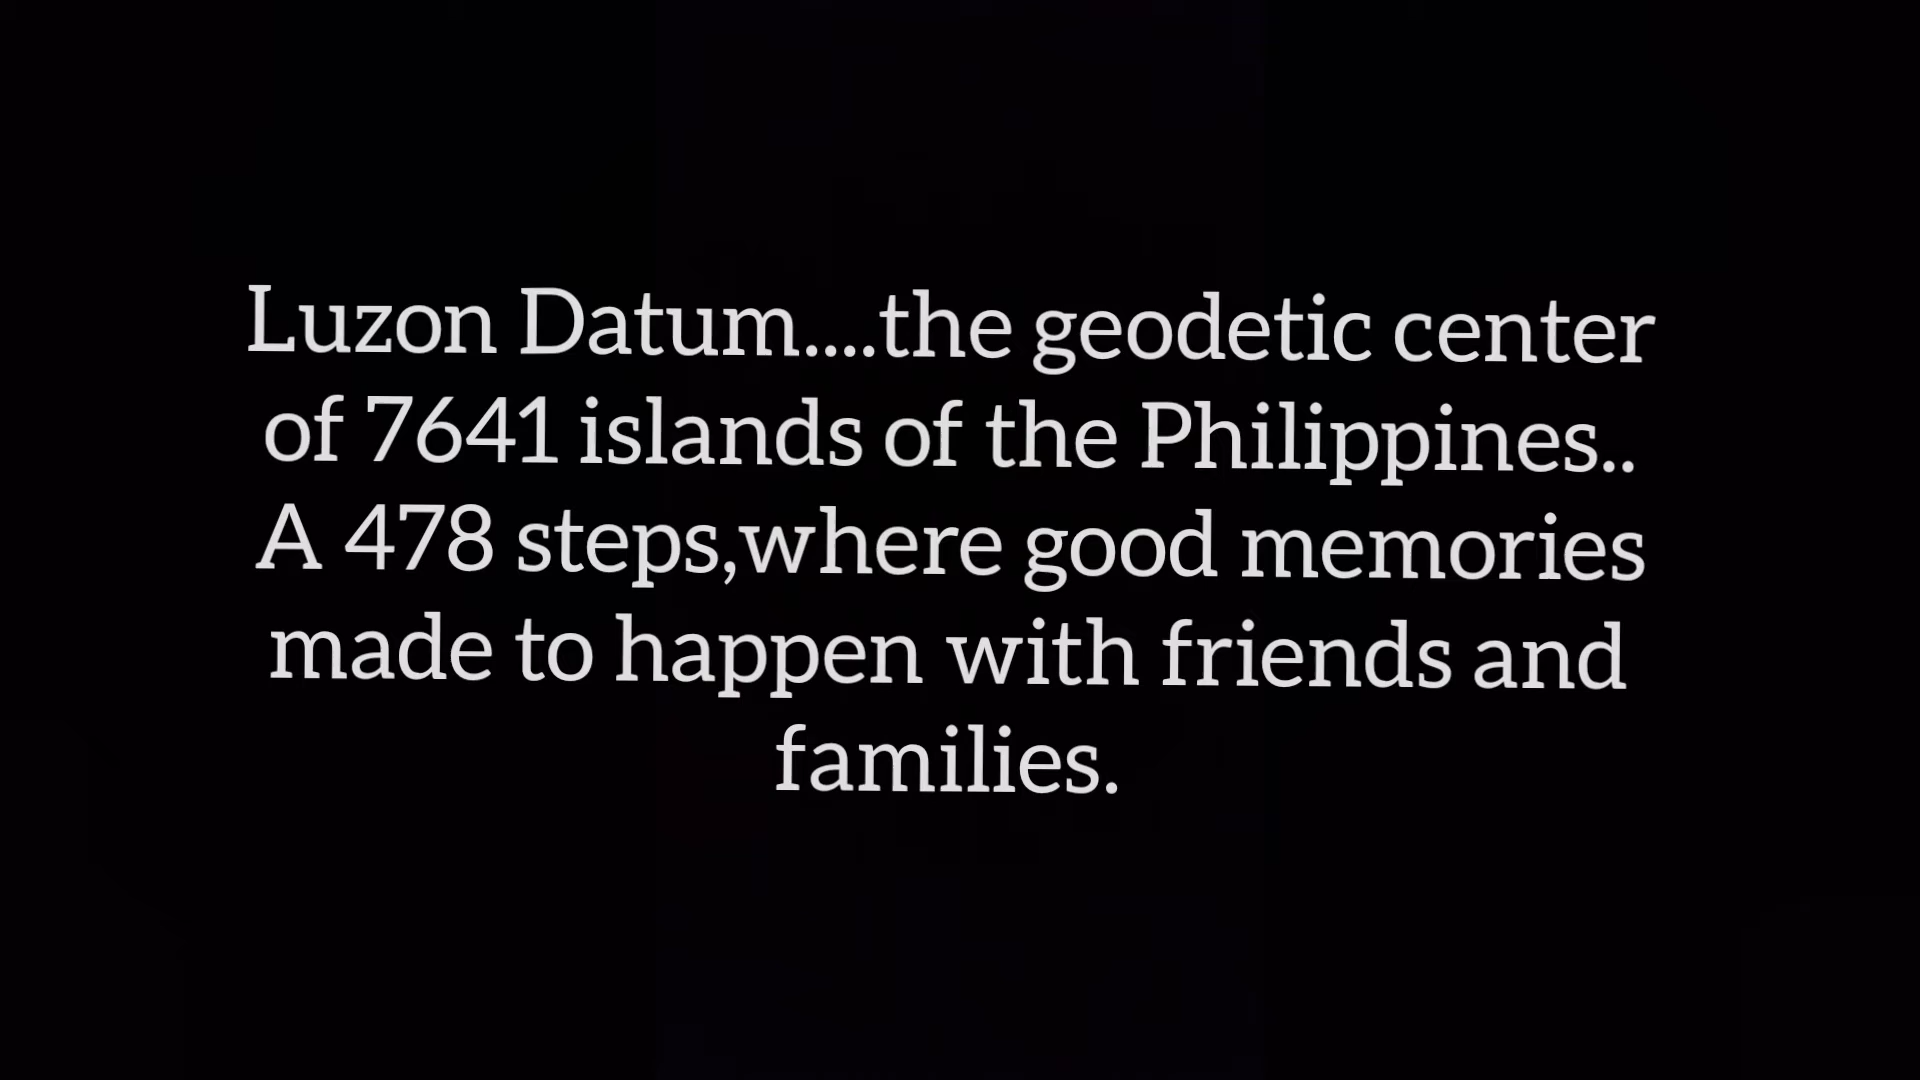 Luzon Datum....the geodetic center
of 7641 islands of the Philippines..
A 478 steps,where good memories
made to happen with friends and
families.